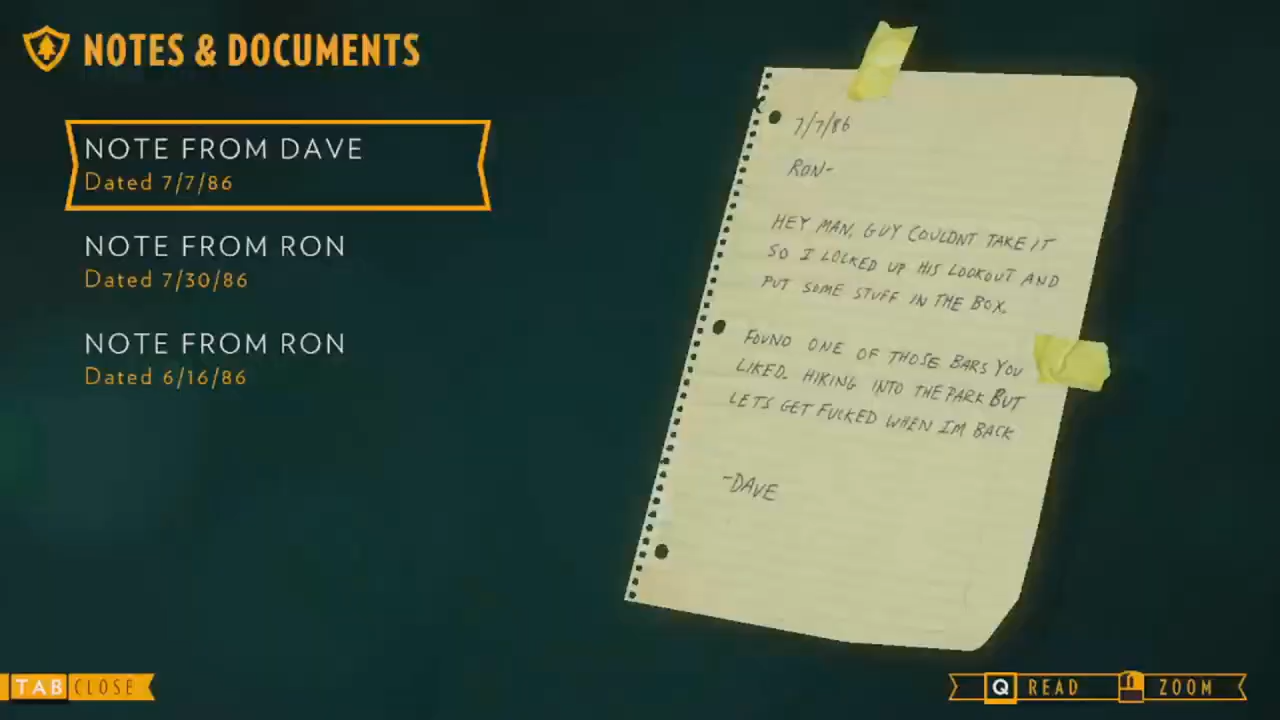 NOTES & DOCUMENTS
NOTE FROM DAVE
Dated 7/7/86
NOTE FROM RON
Dated 7/30/86
NOTE FROM RON
Dated 6/16/86
7/7/86
RON-
HEY MAN, GUY COULDNT TAKE IT
SO I LOCKED UP HIS LOOKOUT AND
PUT SOME STUFF IN THE BOX.
FOUND ONE OF THOSE BARS YOU
LIKED. HIKING INTO THE PARK BUT
LETS GET FUCKED WHEN IM BACK
-DAVE
TAB CLOSE
Q READ ZOOM